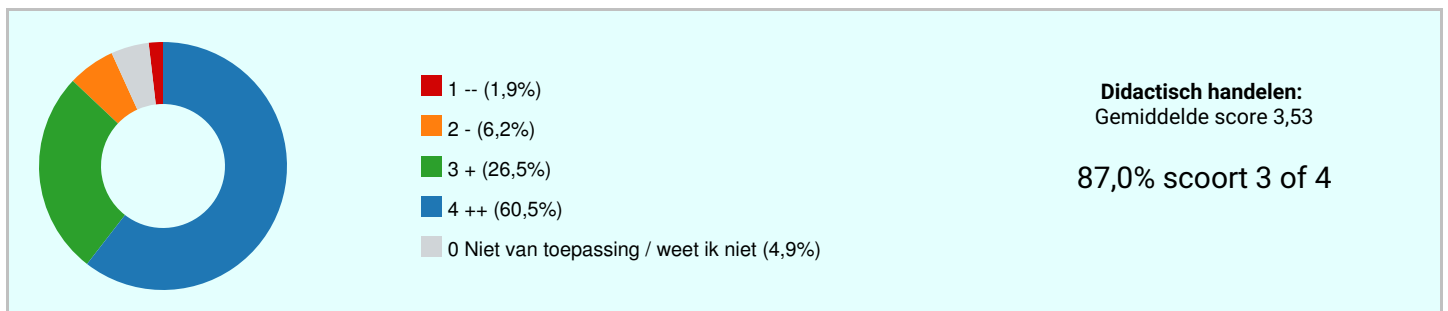 1 -- (1,9%)
2 - (6,2%)
3 + (26,5%)
4 ++ (60,5%)
0 Niet van toepassing / weet ik niet (4,9%)
Didactisch handelen:
Gemiddelde score 3,53
87,0% scoort 3 of 4